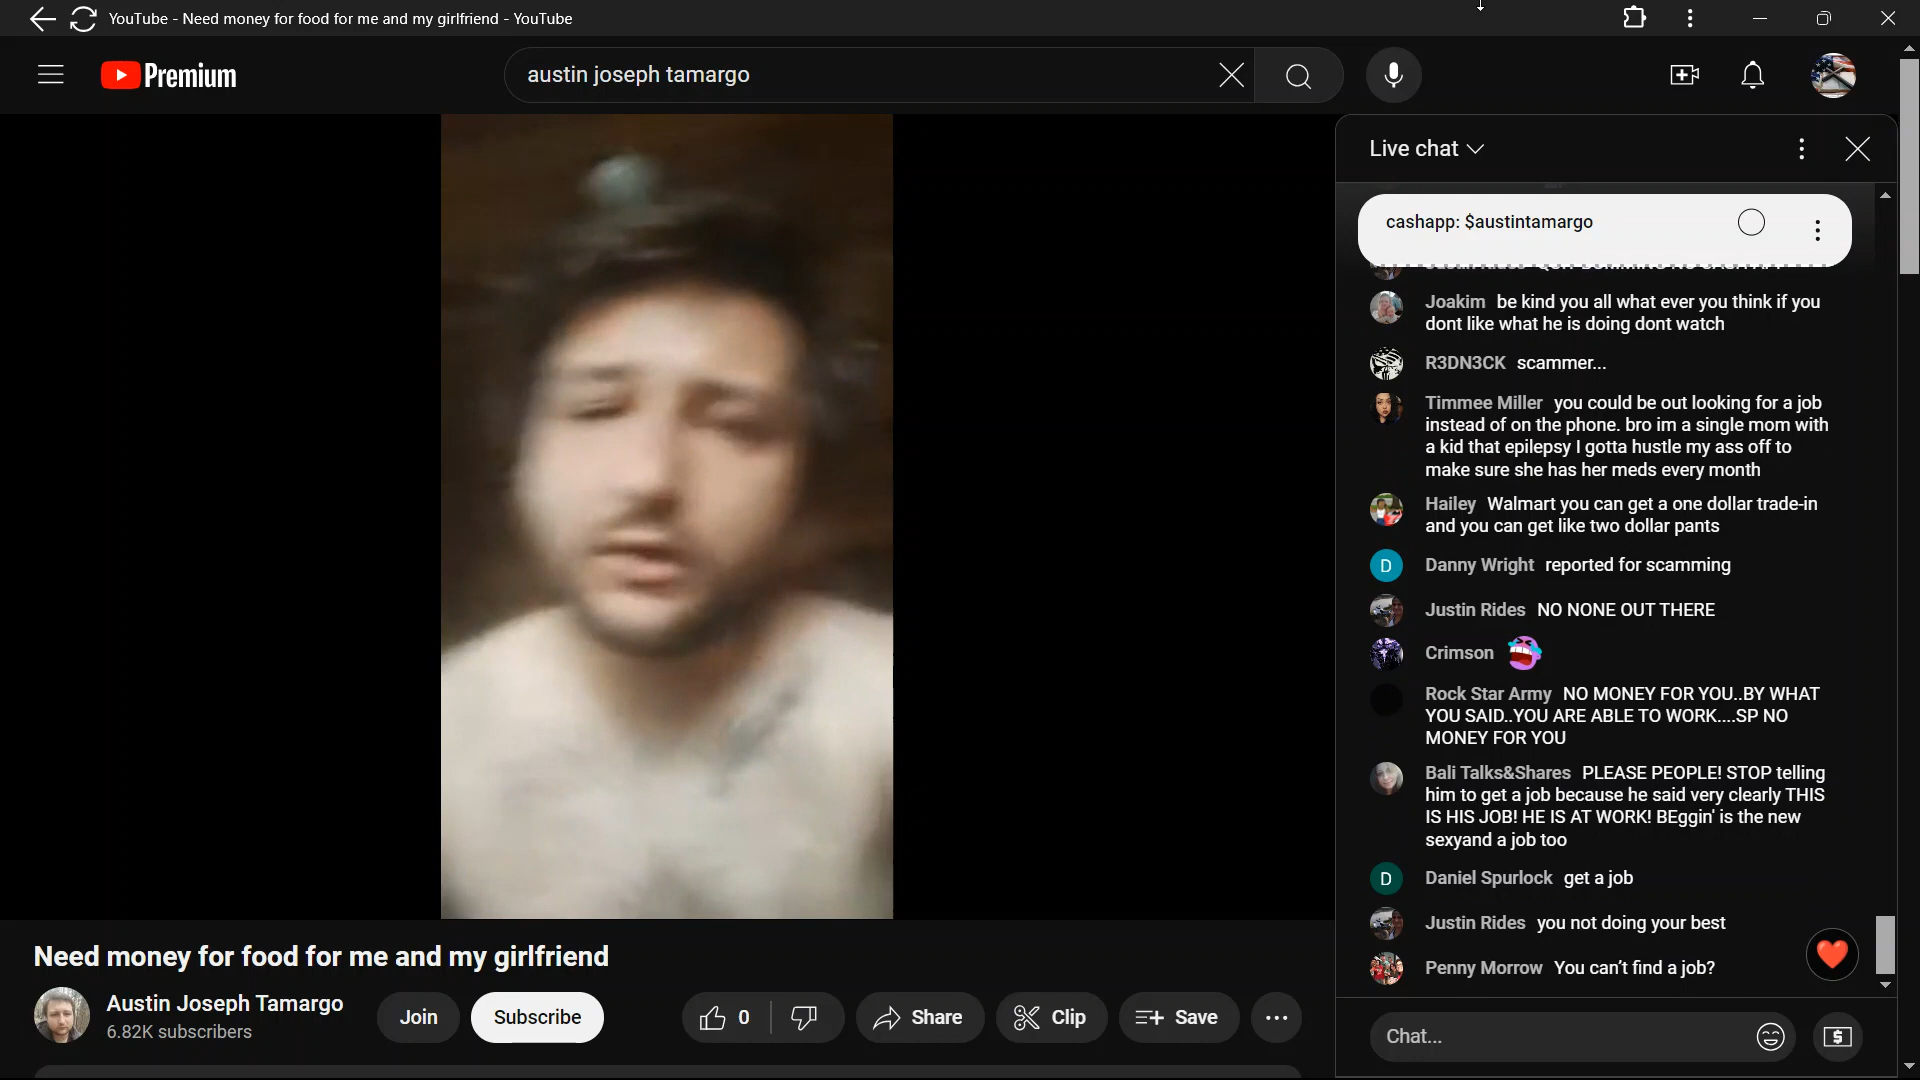 YouTube - Need money for food for me and my girlfriend - YouTube
Premium
austin joseph tamargo
Live chat
cashapp: $austintamargo
Joakim be kind you all what ever you think if you
dont like what he is doing dont watch
R3DN3CK scammer...
Timmee Miller you could be out looking for a job
instead of on the phone. bro im a single mom with
a kid that epilepsy I gotta hustle my ass off to
make sure she has her meds every month
Hailey Walmart you can get a one dollar trade-in
and you can get like two dollar pants
D Danny Wright reported for scamming
Justin Rides NO NONE OUT THERE
Crimson
Rock Star Army NO MONEY FOR YOU..BY WHAT
YOU SAID..YOU ARE ABLE TO WORK....SP NO
MONEY FOR YOU
Bali Talks&Shares PLEASE PEOPLE! STOP telling
him to get a job because he said very clearly THIS
IS HIS JOB! HE IS AT WORK! BEggin' is the new
sexyand a job too
D Daniel Spurlock get a job
Justin Rides you not doing your best
Penny Morrow You can't find a job?
Chat...
Need money for food for me and my girlfriend
Austin Joseph Tamargo
6.82K subscribers
Join
Subscribe
0
Share
Clip
Save